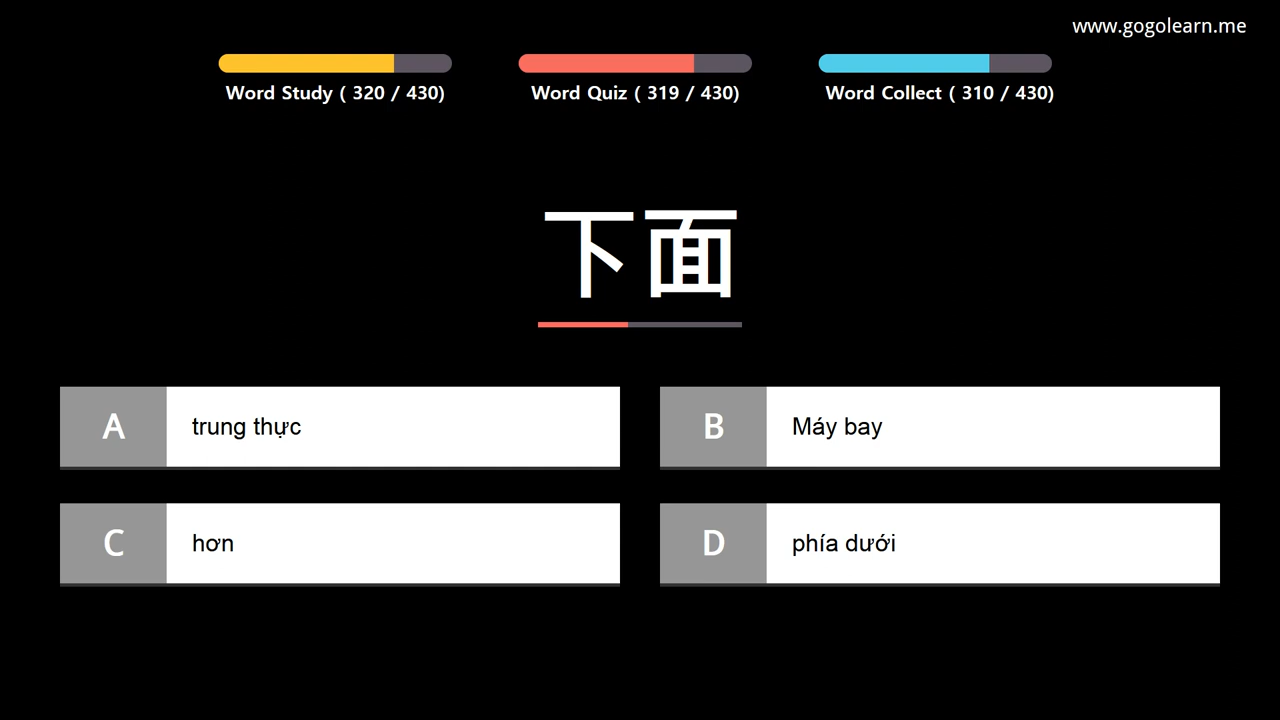 www.gogolearn.me
Word Study ( 320 / 430)
Word Quiz ( 319 / 430)
Word Collect ( 310 / 430)
下面
A trung thực
B Máy bay
C hơn
D phía dưới